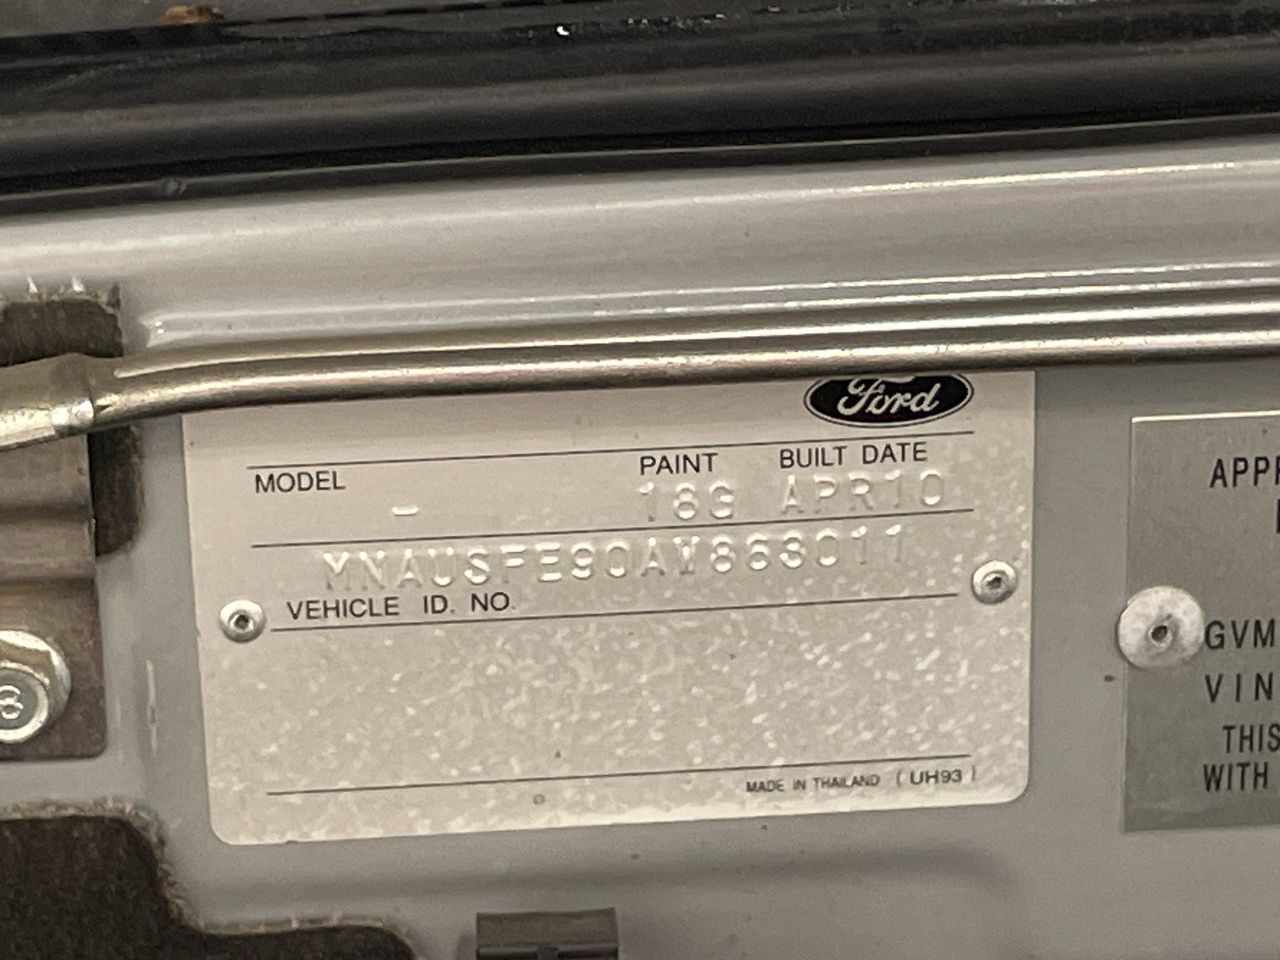 Ford
MODEL PAINT BUILT DATE
- 18G APR10
MNAUSFE90AW863011
VEHICLE ID. NO.
MADE IN THAILAND (UH93)
APP
GVM
VIN
THIS
WITH